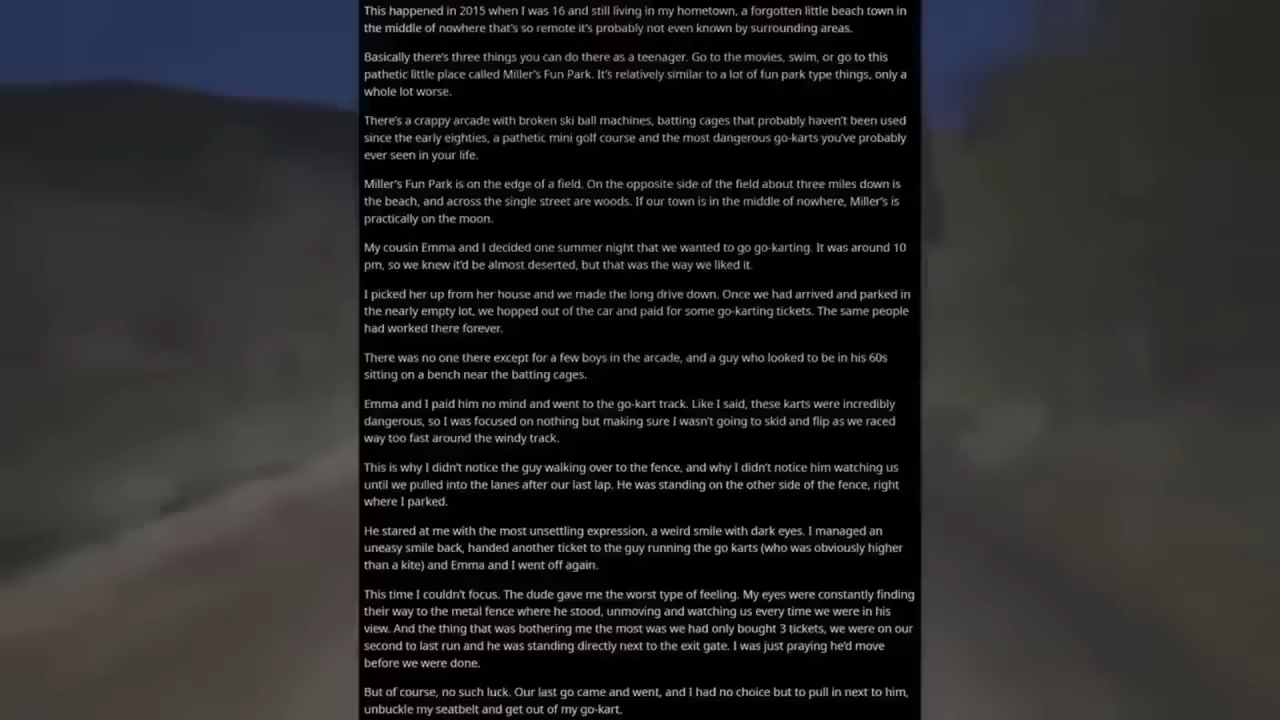 This happened in 2015 when I was 16 and still living in my hometown, a forgotten little beach town in
the middle of nowhere that's so remote it's probably not even known by surrounding areas.
Basically there's three things you can do there as a teenager. Go to the movies, swim, or go to this
pathetic little place called Miller's Fun Park. It's relatively similar to a lot of fun park type things, only a
whole lot worse.
There's a crappy arcade with broken ski ball machines, batting cages that probably haven't been used
since the early eighties, a pathetic mini golf course and the most dangerous go-karts you've probably
ever seen in your life.
Miller's Fun Park is on the edge of a field. On the opposite side of the field about three miles down is
the beach, and across the single street are woods. If our town is in the middle of nowhere, Miller's is
practically on the moon.
My cousin Emma and I decided one summer night that we wanted to go go-karting. It was around 10
pm, so we knew it'd be almost deserted, but that was the way we liked it.
I picked her up from her house and we made the long drive down. Once we had arrived and parked in
the nearly empty lot, we hopped out of the car and paid for some go-karting tickets. The same people
had worked there forever.
There was no one there except for a few boys in the arcade, and a guy who looked to be in his 60s
sitting on a bench near the batting cages.
Emma and I paid him no mind and went to the go-kart track. Like I said, these karts were incredibly
dangerous, so I was focused on nothing but making sure I wasn't going to skid and flip as we raced
way too fast around the windy track.
This is why I didn't notice the guy walking over to the fence, and why I didn't notice him watching us
until we pulled into the lanes after our last lap. He was standing on the other side of the fence, right
where I parked.
He stared at me with the most unsettling expression, a weird smile with dark eyes. I managed an
uneasy smile back, handed another ticket to the guy running the go karts (who was obviously higher
than a kite) and Emma and I went off again.
This time I couldn't focus. The dude gave me the worst type of feeling. My eyes were constantly finding
their way to the metal fence where he stood, unmoving and watching us every time we were in his
view. And the thing that was bothering me the most was we had only bought 3 tickets, we were on our
second to last run and he was standing directly next to the exit gate. I was just praying he'd move
before we were done.
But of course, no such luck. Our last go came and went, and I had no choice but to pull in next to him,
unbuckle my seatbelt and get out of my go-kart.